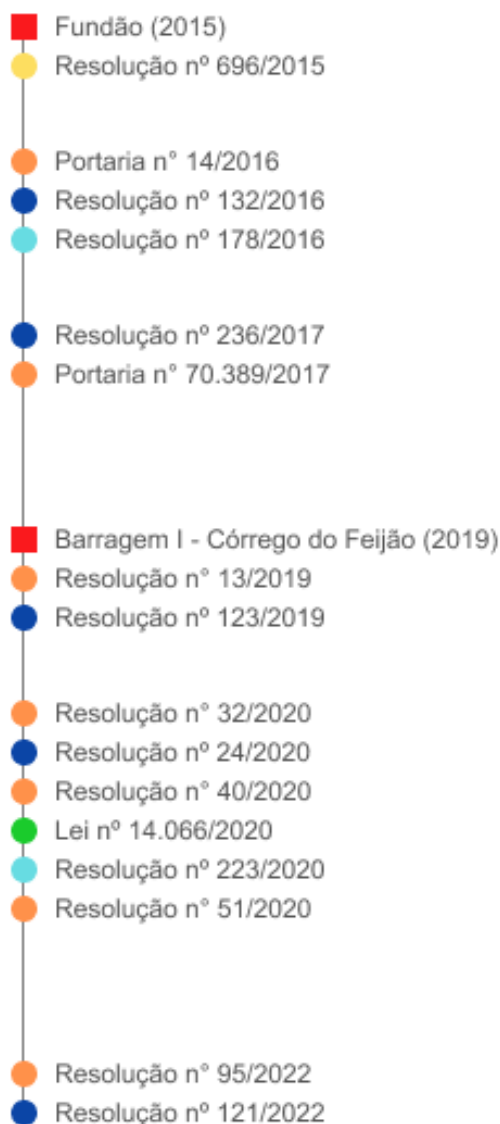 Fundão (2015)
Resolução nº 696/2015
Portaria n° 14/2016
Resolução nº 132/2016
Resolução nº 178/2016
Resolução nº 236/2017
Portaria n° 70.389/2017
Barragem I - Córrego do Feijão (2019)
Resolução n° 13/2019
Resolução nº 123/2019
Resolução n° 32/2020
Resolução nº 24/2020
Resolução n° 40/2020
Lei nº 14.066/2020
Resolução nº 223/2020
Resolução n° 51/2020
Resolução n° 95/2022
Resolução nº 121/2022